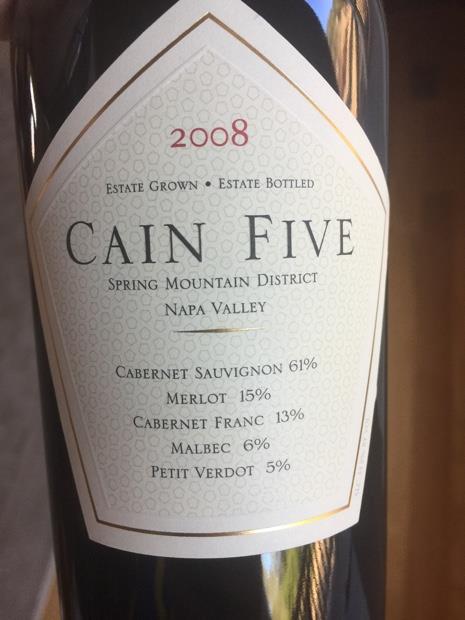 2008
ESTATE GROWN • ESTATE BOTTLED
CAIN FIVE
SPRING MOUNTAIN DISTRICT
NAPA VALLEY
CABERNET SAUVIGNON 61%
MERLOT 15%
CABERNET FRANC 13%
MALBEC 6%
PETIT VERDOT 5%